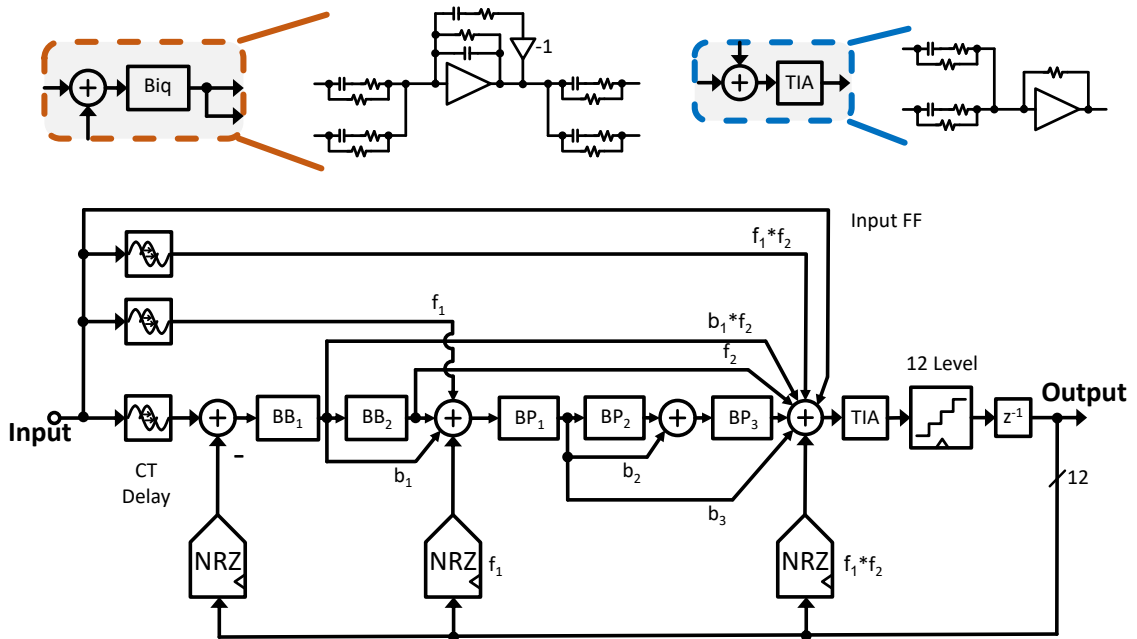 -1
Biq
TIA
Input FF
f₁*f₂
f₁
b₁*f₂
f₂
12 Level
Output
Input
BB₁
BB₂
BP₁
BP₂
BP₃
TIA
z⁻¹
CT
Delay
b₁
b₂
b₃
12
NRZ
NRZ
f₁
NRZ
f₁*f₂